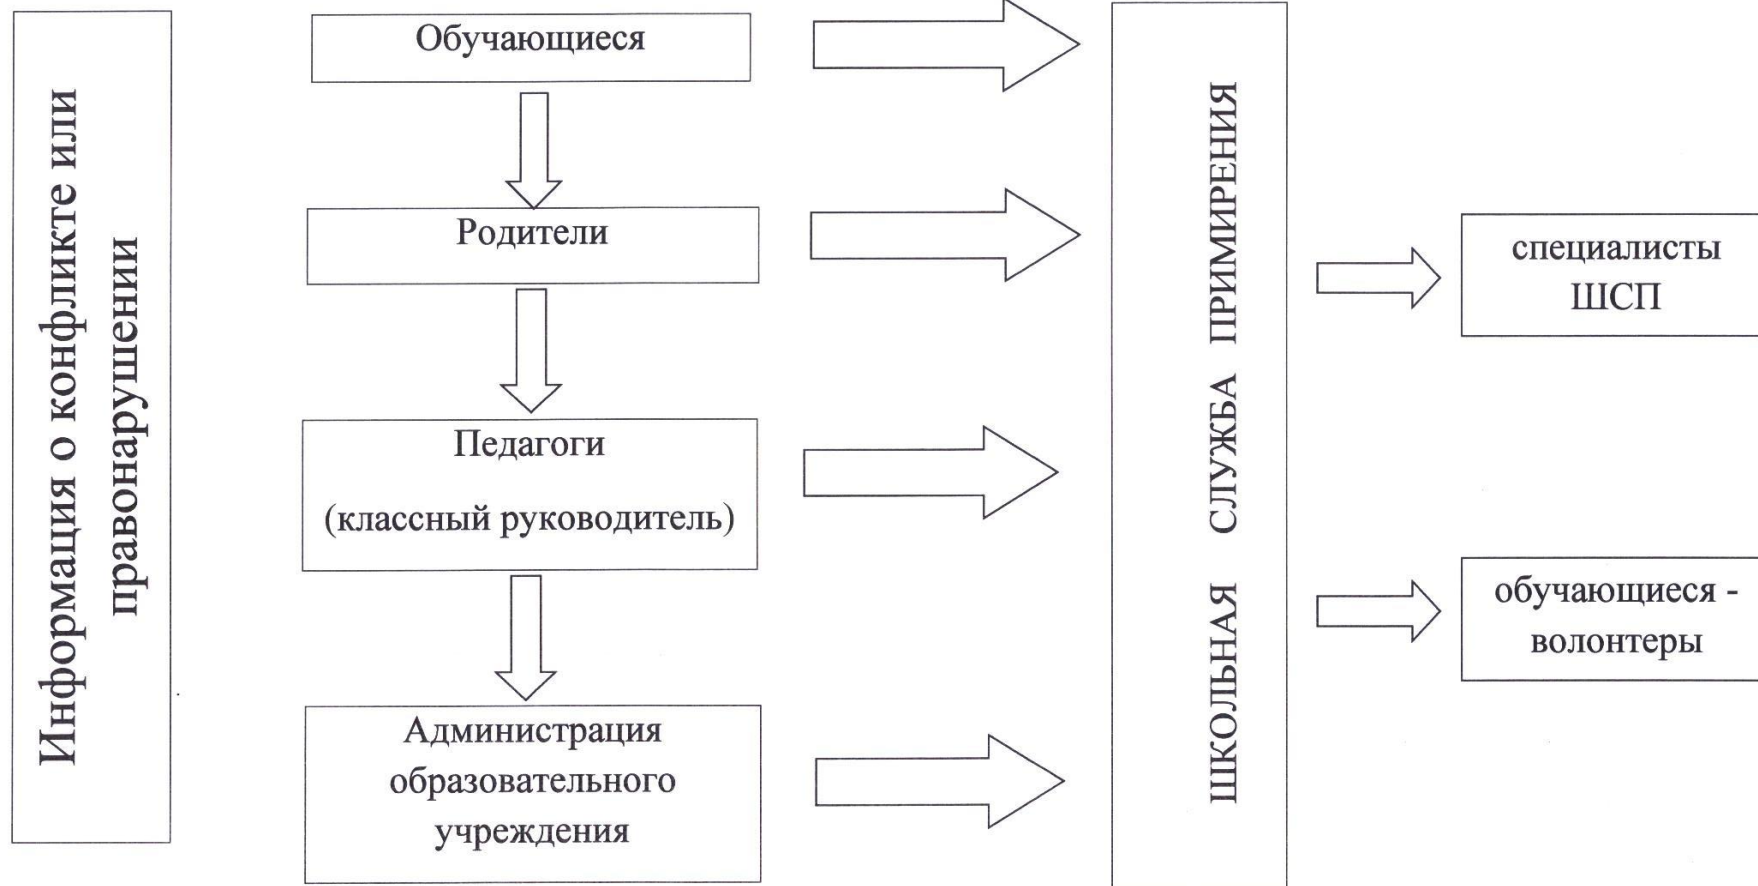 Информация о конфликте или
правонарушении
Обучающиеся
Родители
Педагоги
(классный руководитель)
Администрация
образовательного
учреждения
ШКОЛЬНАЯ СЛУЖБА ПРИМИРЕНИЯ
специалисты
ШСП
обучающиеся -
волонтеры